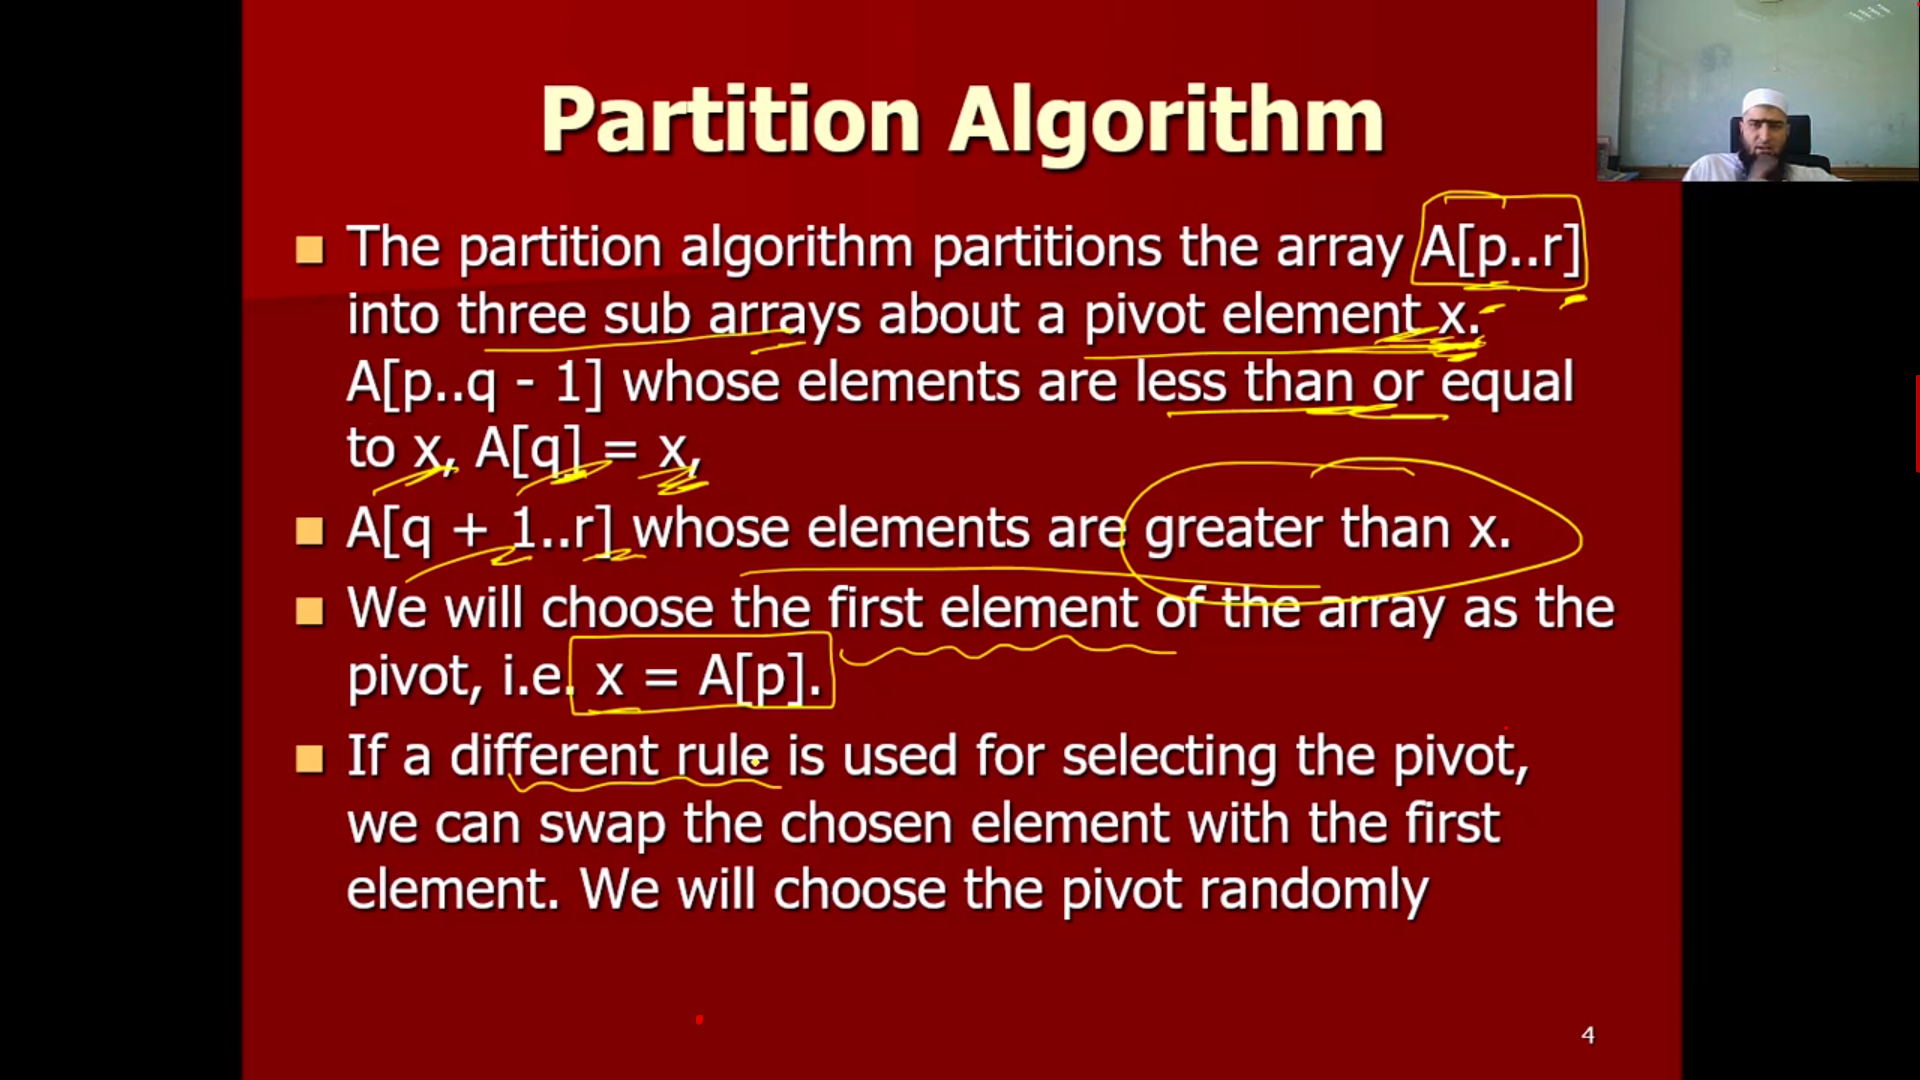 Partition Algorithm
The partition algorithm partitions the array A[p..r]
into three sub arrays about a pivot element x.
A[p..q - 1] whose elements are less than or equal
to x, A[q] = x,
A[q + 1..r] whose elements are greater than x.
We will choose the first element of the array as the
pivot, i.e. x = A[p].
If a different rule is used for selecting the pivot,
we can swap the chosen element with the first
element. We will choose the pivot randomly
4